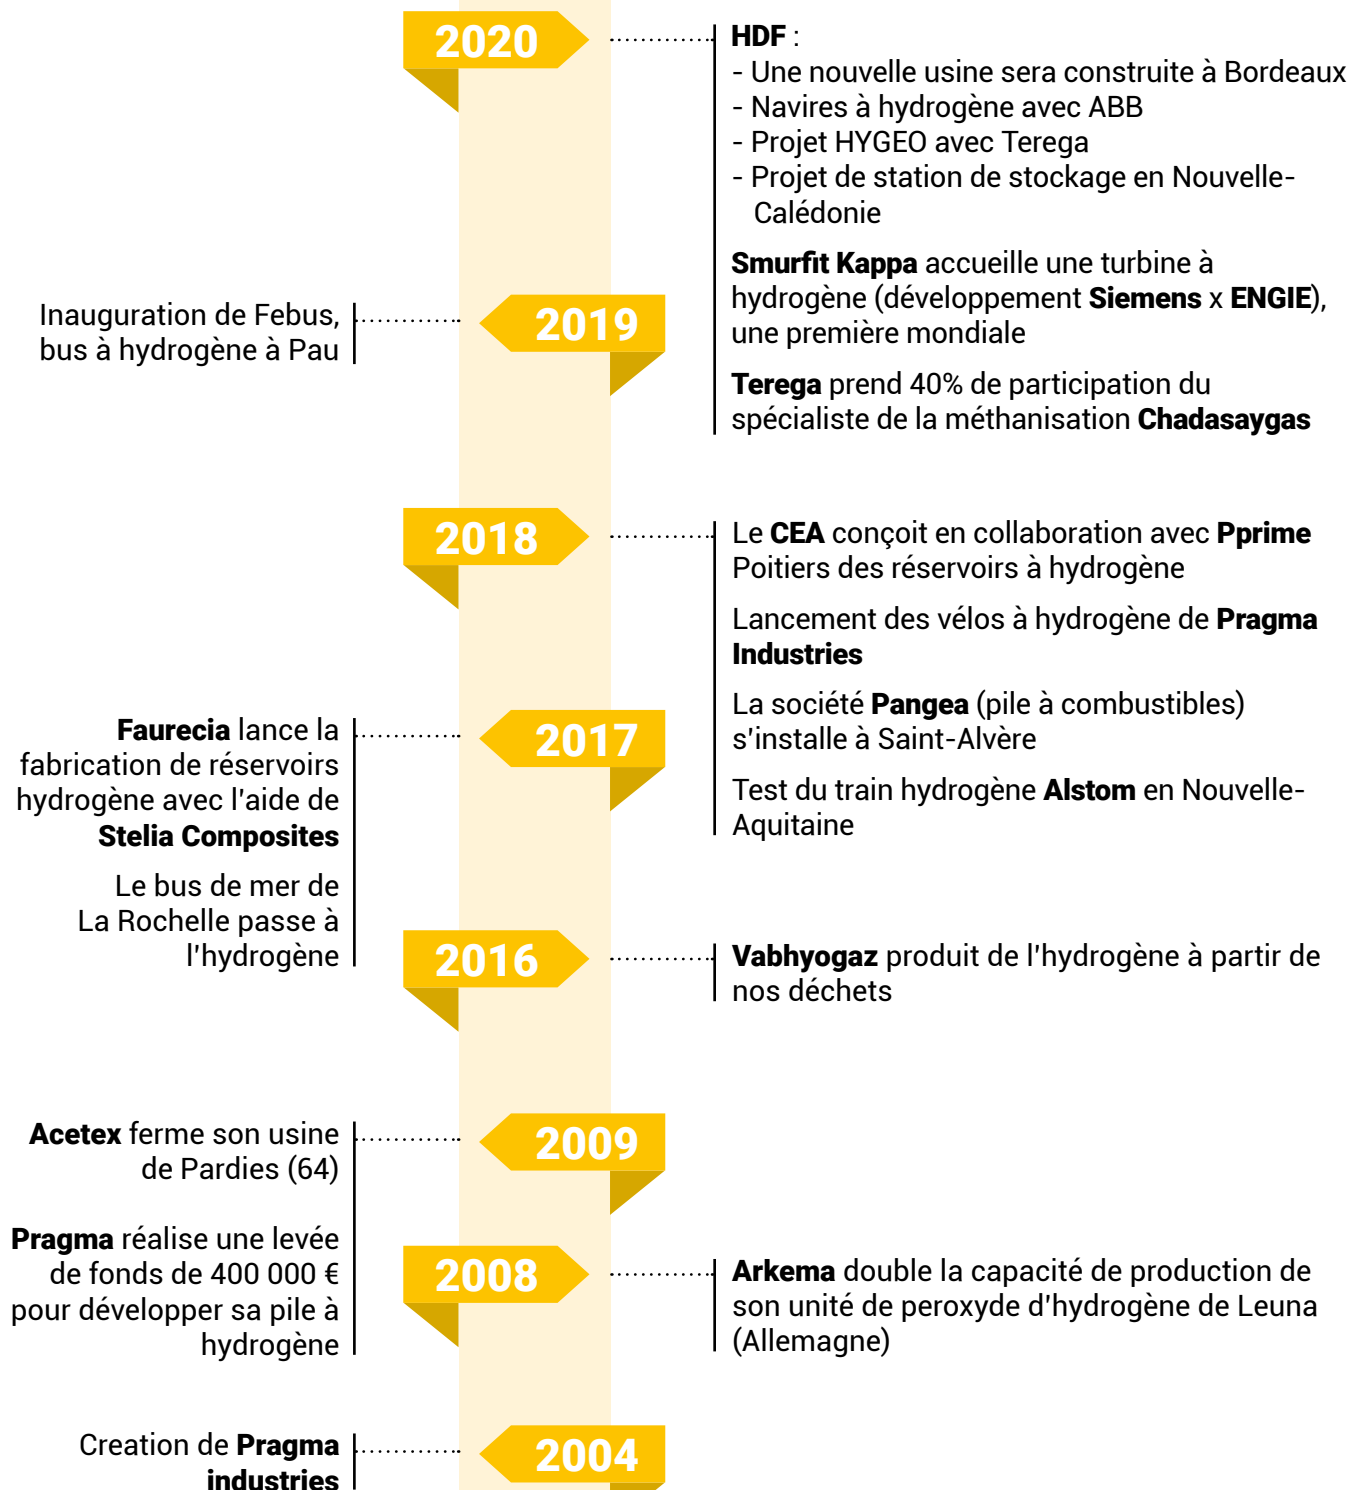 2020
HDF :
- Une nouvelle usine sera construite à Bordeaux
- Navires à hydrogène avec ABB
- Projet HYGEO avec Terega
- Projet de station de stockage en Nouvelle-
Calédonie
Smurfit Kappa accueille une turbine à
hydrogène (développement Siemens x ENGIE),
une première mondiale
Terega prend 40% de participation du
spécialiste de la méthanisation Chadasaygas
Inauguration de Febus,
bus à hydrogène à Pau
2019
2018
Le CEA conçoit en collaboration avec Pprime
Poitiers des réservoirs à hydrogène
Lancement des vélos à hydrogène de Pragma
Industries
La société Pangea (pile à combustibles)
s'installe à Saint-Alvère
Test du train hydrogène Alstom en Nouvelle-
Aquitaine
Faurecia lance la
fabrication de réservoirs
hydrogène avec l'aide de
Stelia Composites
Le bus de mer de
La Rochelle passe à
l'hydrogène
2017
2016
Vabhyogaz produit de l'hydrogène à partir de
nos déchets
Acetex ferme son usine
de Pardies (64)
Pragma réalise une levée
de fonds de 400 000 €
pour développer sa pile à
hydrogène
2009
2008
Arkema double la capacité de production de
son unité de peroxyde d'hydrogène de Leuna
(Allemagne)
Creation de Pragma
industries
2004